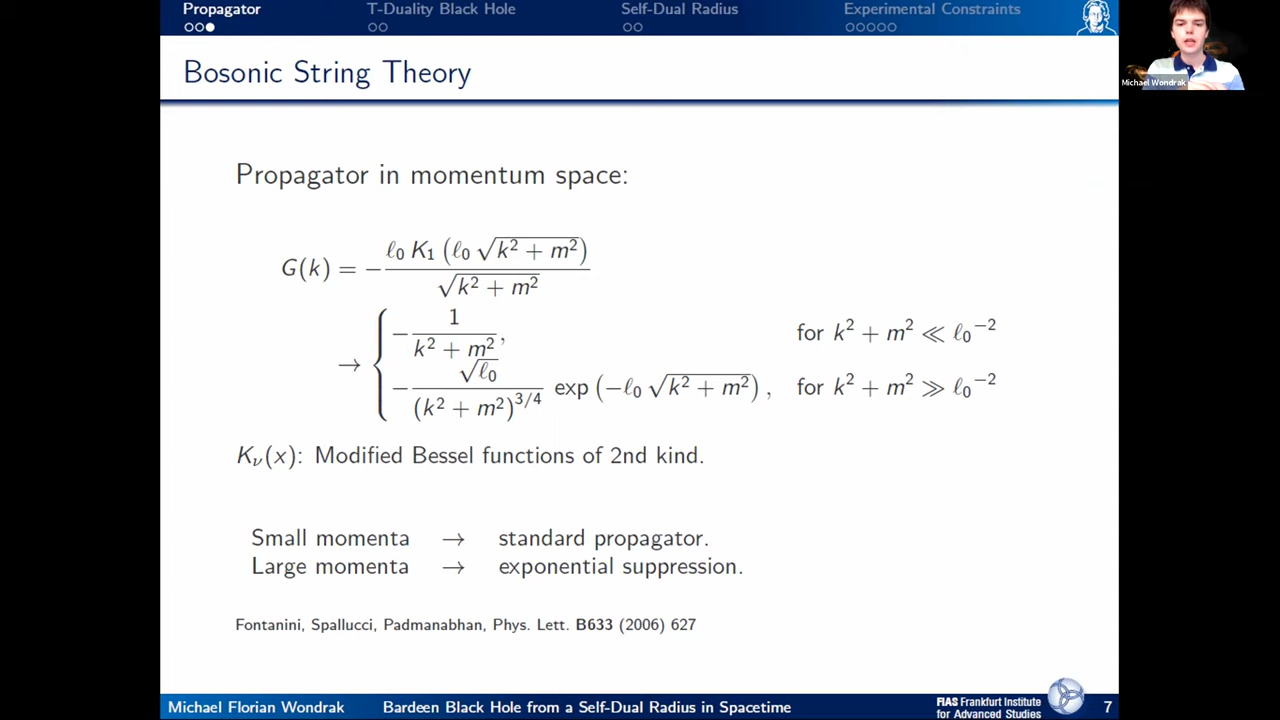 Propagator T-Duality Black Hole Self-Dual Radius Experimental Constraints
Bosonic String Theory
Michael Wondrak
Propagator in momentum space:
G(k) = − ℓ₀ K₁ (ℓ₀ √(k² + m²)) / √(k² + m²)
→ { − 1 / (k² + m²), for k² + m² ≪ ℓ₀⁻²
− √ℓ₀ / (k² + m²)^{3/4} exp (−ℓ₀ √(k² + m²)), for k² + m² ≫ ℓ₀⁻²
Kν(x): Modified Bessel functions of 2nd kind.
Small momenta → standard propagator.
Large momenta → exponential suppression.
Fontanini, Spallucci, Padmanabhan, Phys. Lett. B633 (2006) 627
Michael Florian Wondrak Bardeen Black Hole from a Self-Dual Radius in Spacetime FIAS Frankfurt Institute for Advanced Studies 7